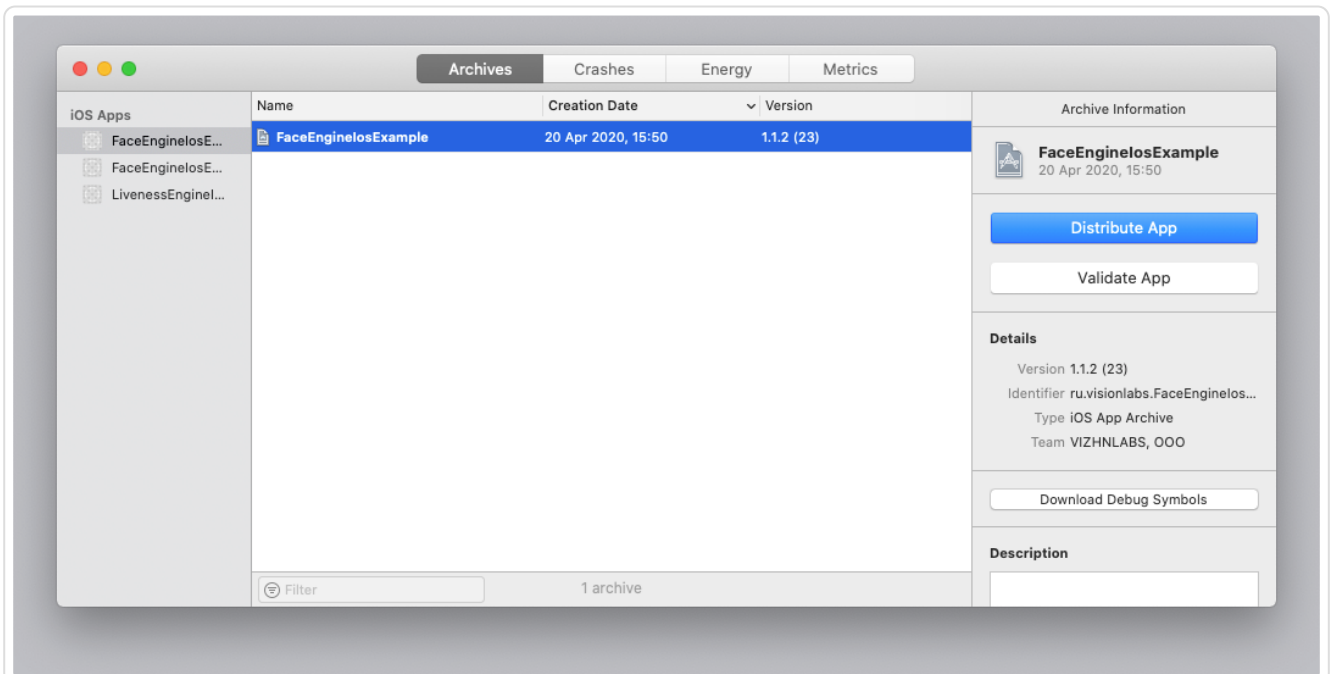 Archives Crashes Energy Metrics
iOS Apps
FaceEngineIosE...
FaceEngineIosE...
LivenessEngineI...
Name Creation Date Version
FaceEngineIosExample 20 Apr 2020, 15:50 1.1.2 (23)
Filter 1 archive
Archive Information
FaceEngineIosExample
20 Apr 2020, 15:50
Distribute App
Validate App
Details
Version 1.1.2 (23)
Identifier ru.visionlabs.FaceEngineIos...
Type iOS App Archive
Team VIZHNLABS, OOO
Download Debug Symbols
Description